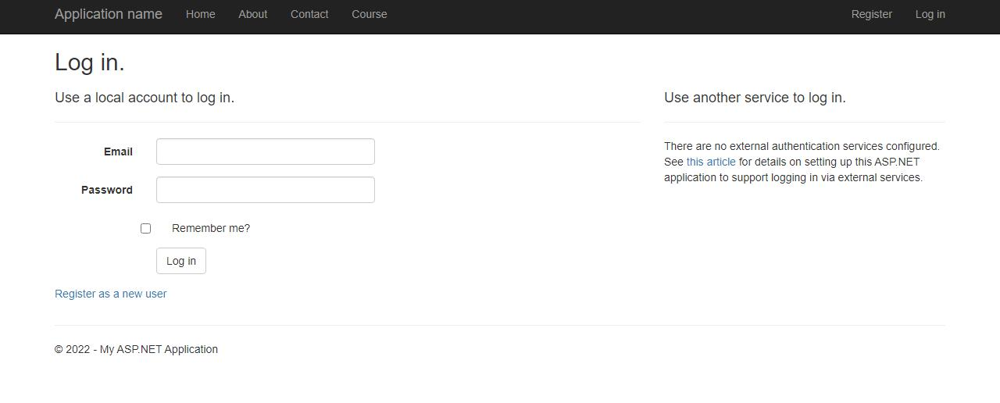 Application name Home About Contact Course Register Log in
Log in.
Use a local account to log in.
Email
Password
Remember me?
Log in
Register as a new user
Use another service to log in.
There are no external authentication services configured.
See this article for details on setting up this ASP.NET
application to support logging in via external services.
© 2022 - My ASP.NET Application